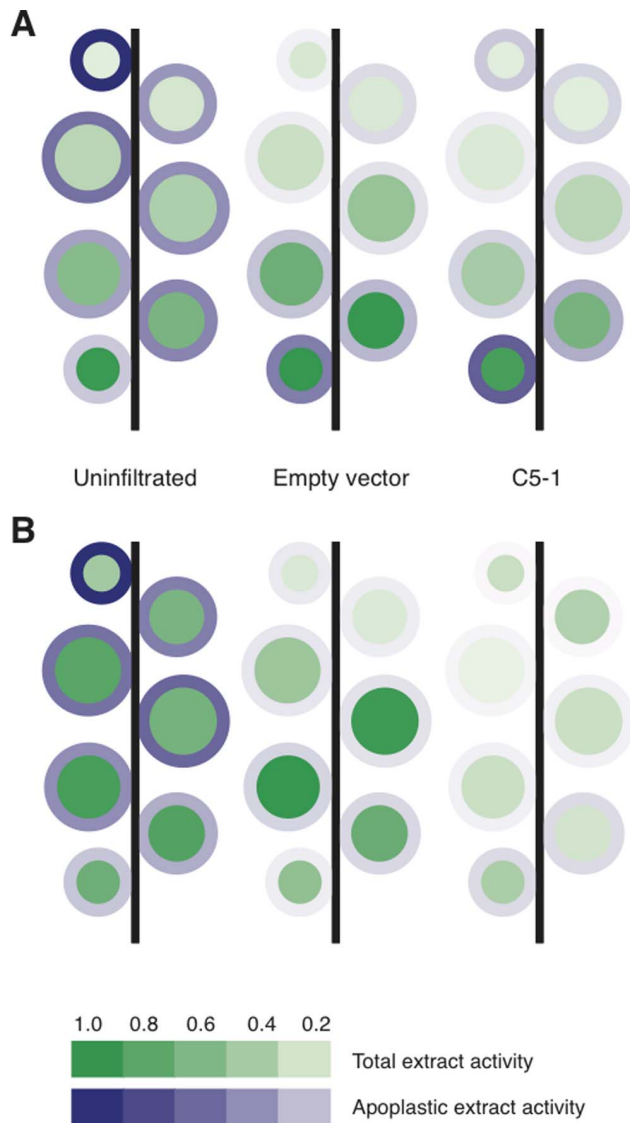 A
Uninfiltrated Empty vector C5-1
B
1.0 0.8 0.6 0.4 0.2
Total extract activity
Apoplastic extract activity